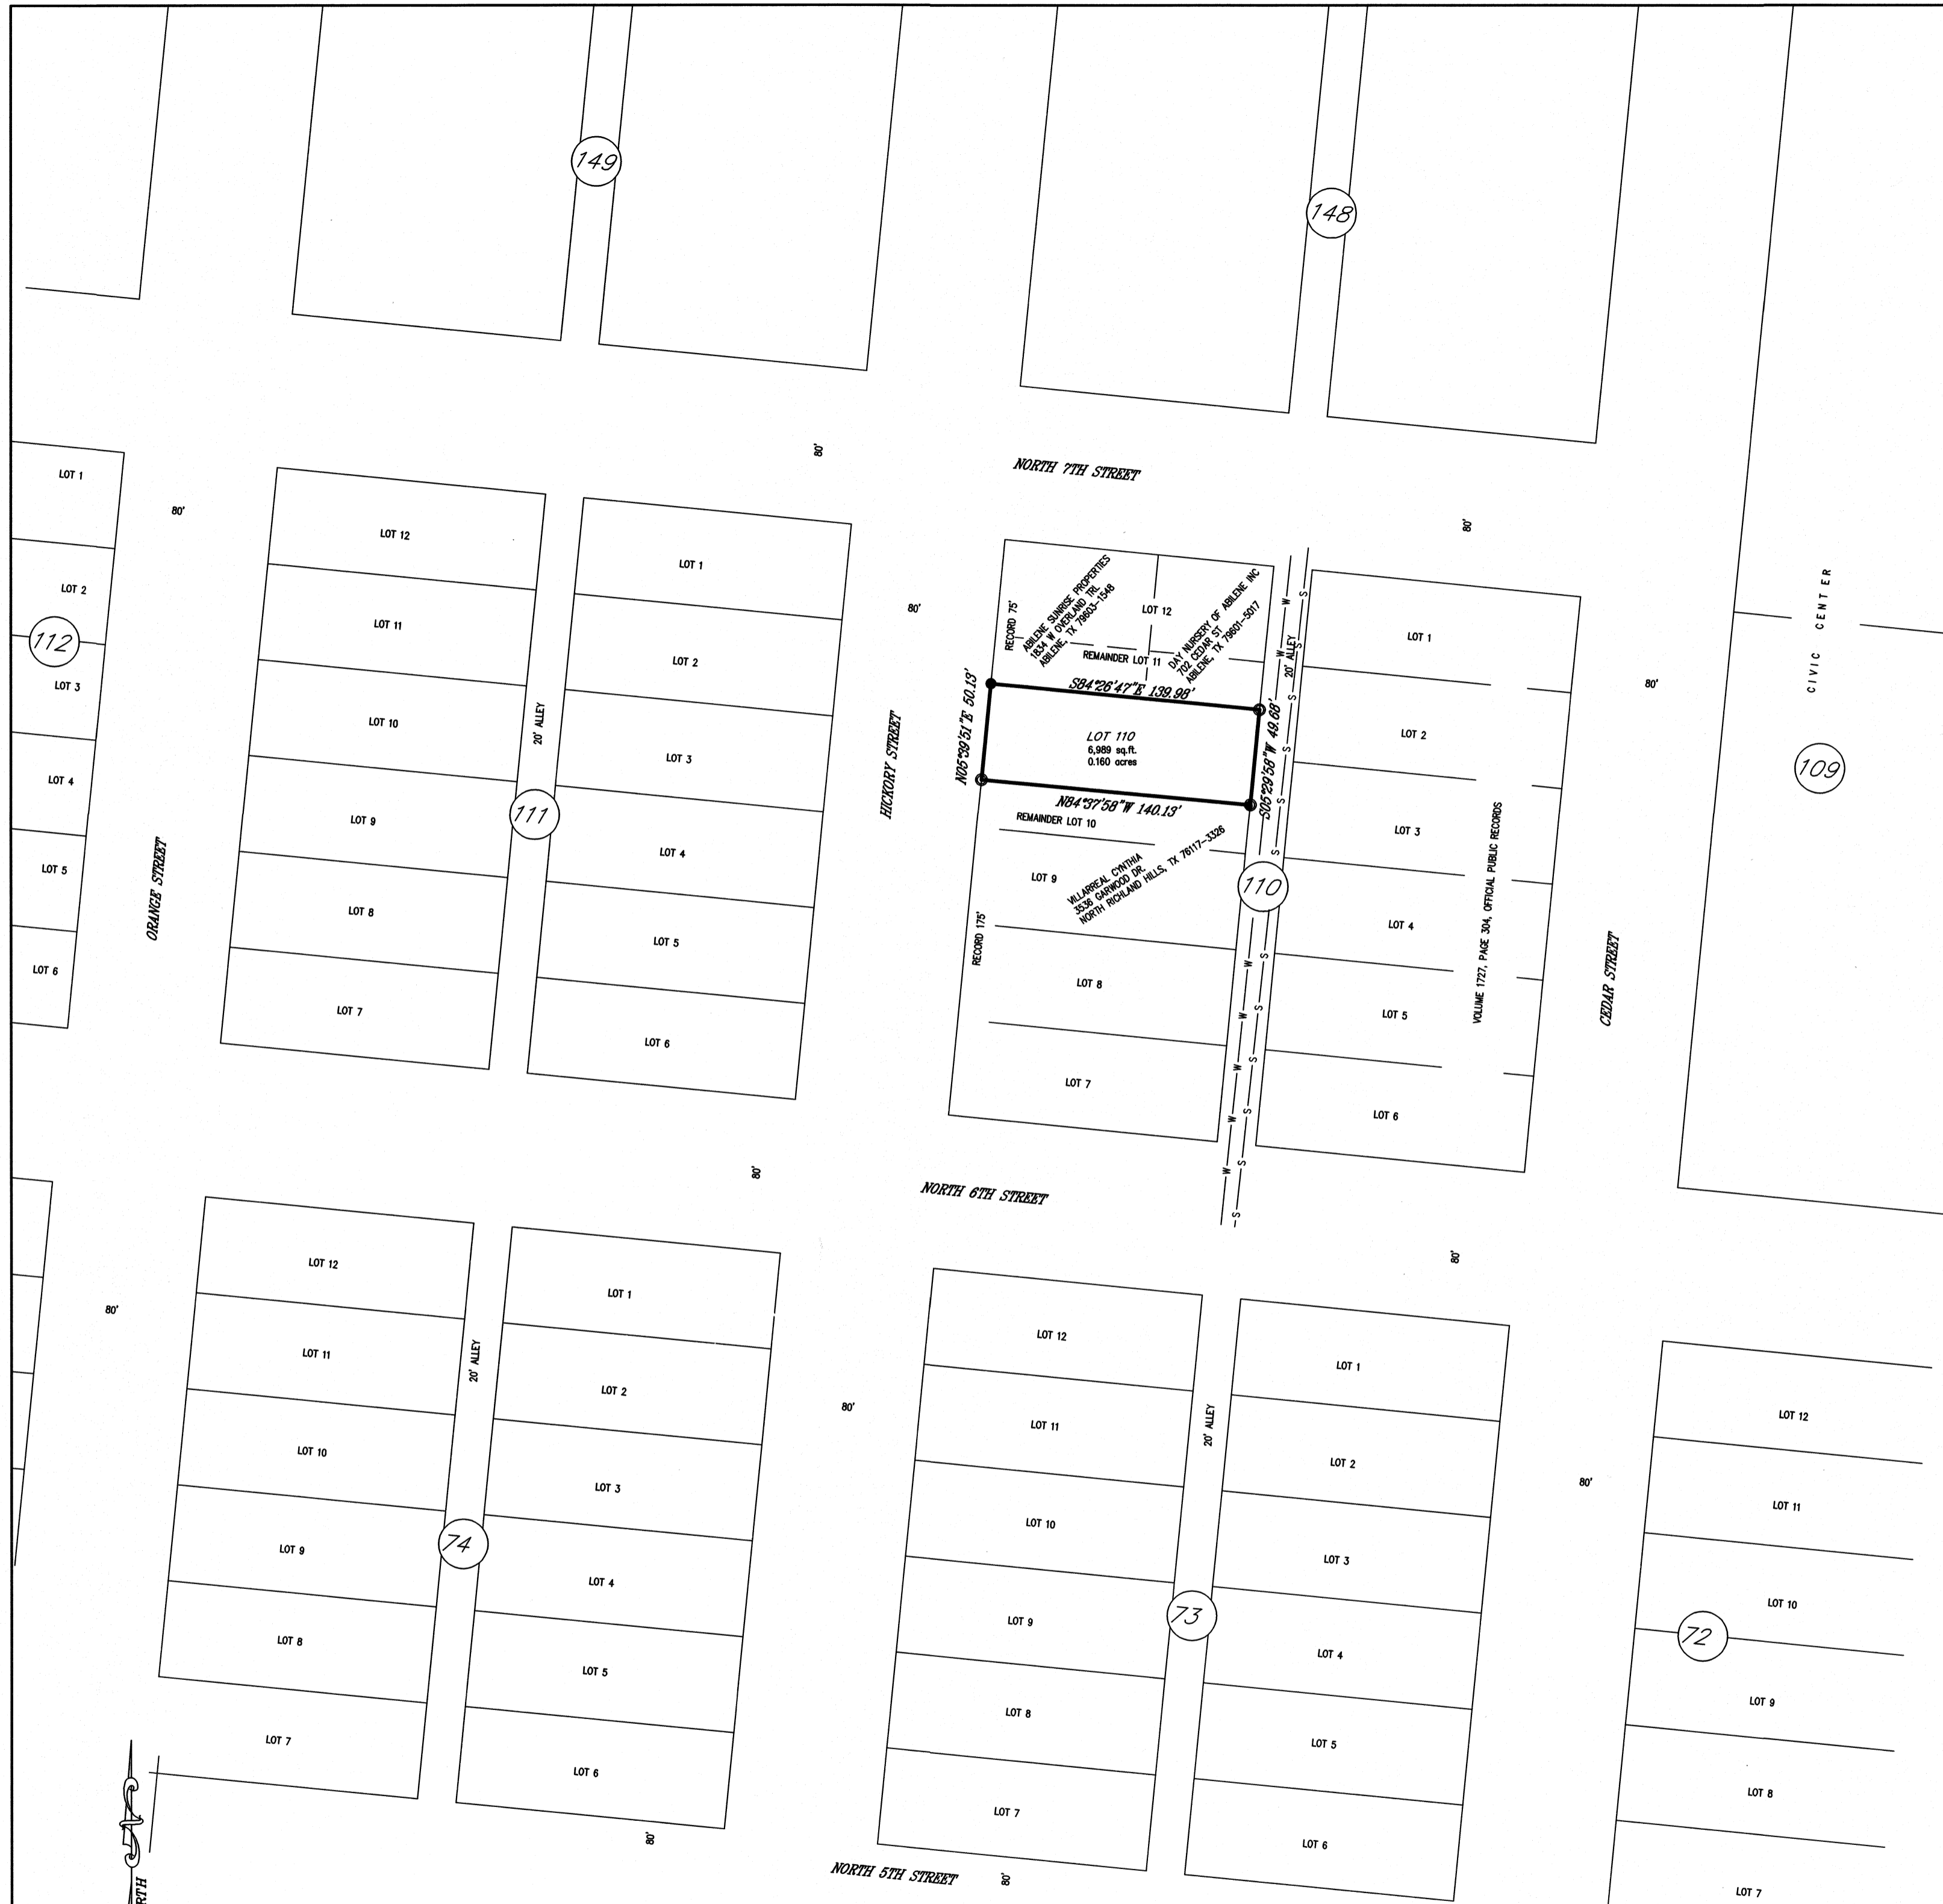 149
148
NORTH 7TH STREET
80'
80'
80'
80'
80'
LOT 1
LOT 2
112
LOT 3
LOT 4
LOT 5
LOT 6
ORANGE STREET
LOT 12
LOT 11
LOT 10
LOT 9
LOT 8
LOT 7
20' ALLEY
111
LOT 1
LOT 2
LOT 3
LOT 4
LOT 5
LOT 6
HICKORY STREET
RECORD 75'
ABILENE SUNRISE PROPERTIES
1834 W OVERLAND TRL
ABILENE, TX 79603-1548
LOT 12
REMAINDER LOT 11
DAY NURSERY OF ABILENE INC
702 CEDAR ST
ABILENE, TX 79601-5017
S84°26'47"E 139.98'
N05°39'51"E 50.13'
LOT 110
6,989 sq.ft.
0.160 acres
S05°29'58"W 49.68'
N84°37'58"W 140.13'
REMAINDER LOT 10
LOT 9
VILLARREAL CYNTHIA
3536 GARWOOD DR.
NORTH RICHLAND HILLS, TX 76117-3326
RECORD 175'
LOT 8
LOT 7
W W W W W W
S S S S S S S S S S S S
20' ALLEY
110
LOT 1
LOT 2
LOT 3
LOT 4
LOT 5
LOT 6
VOLUME 1727, PAGE 304, OFFICIAL PUBLIC RECORDS
CEDAR STREET
CIVIC CENTER
109
NORTH 6TH STREET
80'
80'
80'
80'
80'
LOT 12
LOT 11
LOT 10
LOT 9
LOT 8
LOT 7
20' ALLEY
74
LOT 1
LOT 2
LOT 3
LOT 4
LOT 5
LOT 6
LOT 12
LOT 11
LOT 10
LOT 9
LOT 8
LOT 7
20' ALLEY
73
LOT 1
LOT 2
LOT 3
LOT 4
LOT 5
LOT 6
LOT 12
LOT 11
LOT 10
72
LOT 9
LOT 8
LOT 7
80'
NORTH 5TH STREET
80'